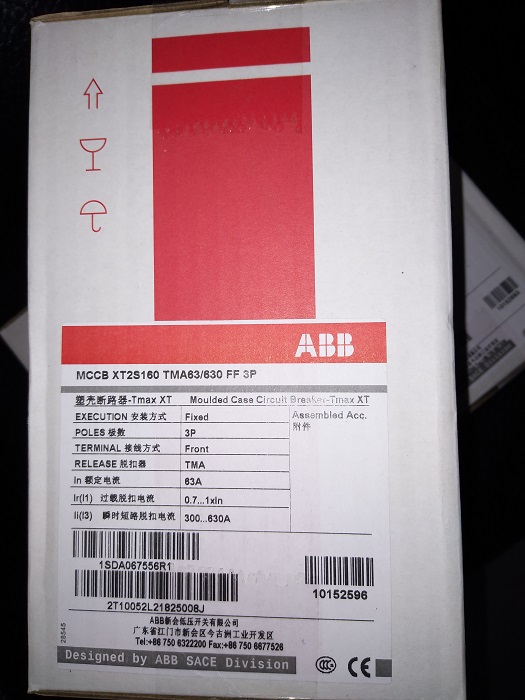 ABB
MCCB XT2S160 TMA63/630 FF 3P
塑壳断路器-Tmax XT Moulded Case Circuit Breaker-Tmax XT
EXECUTION 安装方式 Fixed Assembled Acc.
附件
POLES 极数 3P
TERMINAL 接线方式 Front
RELEASE 脱扣器 TMA
In 额定电流 63A
Ir(I1) 过载脱扣电流 0.7...1xIn
Ii(I3) 瞬时短路脱扣电流 300...630A
1SDA067556R1
10152596
2T10052L21825008J
ABB新会低压开关有限公司
广东省江门市新会区今古洲工业开发区
Tel:+86 750 6322200 Fax:+86 750 6677526
28545
Designed by ABB SACE Division
CCC CE
10152592